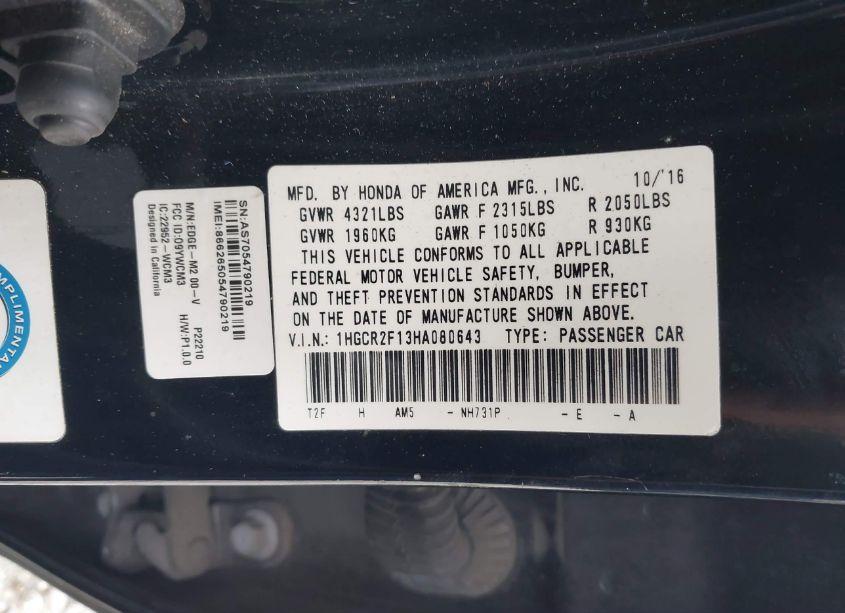 MPLIMENTA
SN:AS7054790219
IMEI:866265054790219
M/N:EDGE-M2 00-V P22210
FCC ID:O9YWCM3 H/W:P1.0.0
IC:22952-WCM3
Designed in California
MFD. BY HONDA OF AMERICA MFG., INC. 10/'16
GVWR 4321LBS GAWR F 2315LBS R 2050LBS
GVWR 1960KG GAWR F 1050KG R 930KG
THIS VEHICLE CONFORMS TO ALL APPLICABLE
FEDERAL MOTOR VEHICLE SAFETY, BUMPER,
AND THEFT PREVENTION STANDARDS IN EFFECT
ON THE DATE OF MANUFACTURE SHOWN ABOVE.
V.I.N.: 1HGCR2F13HA080643 TYPE: PASSENGER CAR
T2F H AM5 - NH731P - E - A